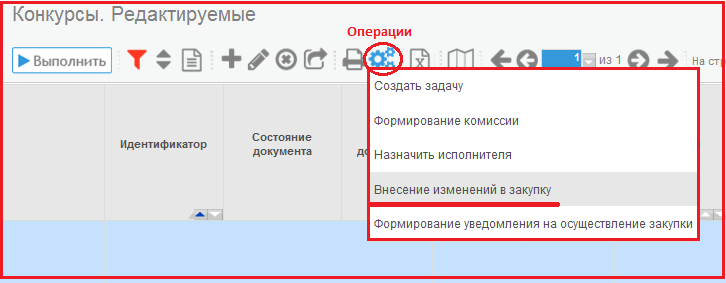 Конкурсы. Редактируемые
Операции
Выполнить
1 из 1
На стр
Создать задачу
Формирование комиссии
Идентификатор
Состояние
документа
до
Назначить исполнителя
Внесение изменений в закупку
Формирование уведомления на осуществление закупки